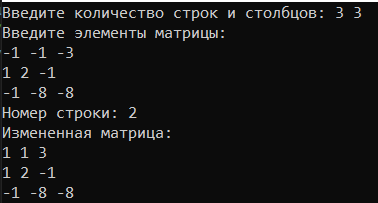 Введите количество строк и столбцов: 3 3
Введите элементы матрицы:
-1 -1 -3
1 2 -1
-1 -8 -8
Номер строки: 2
Измененная матрица:
1 1 3
1 2 -1
-1 -8 -8